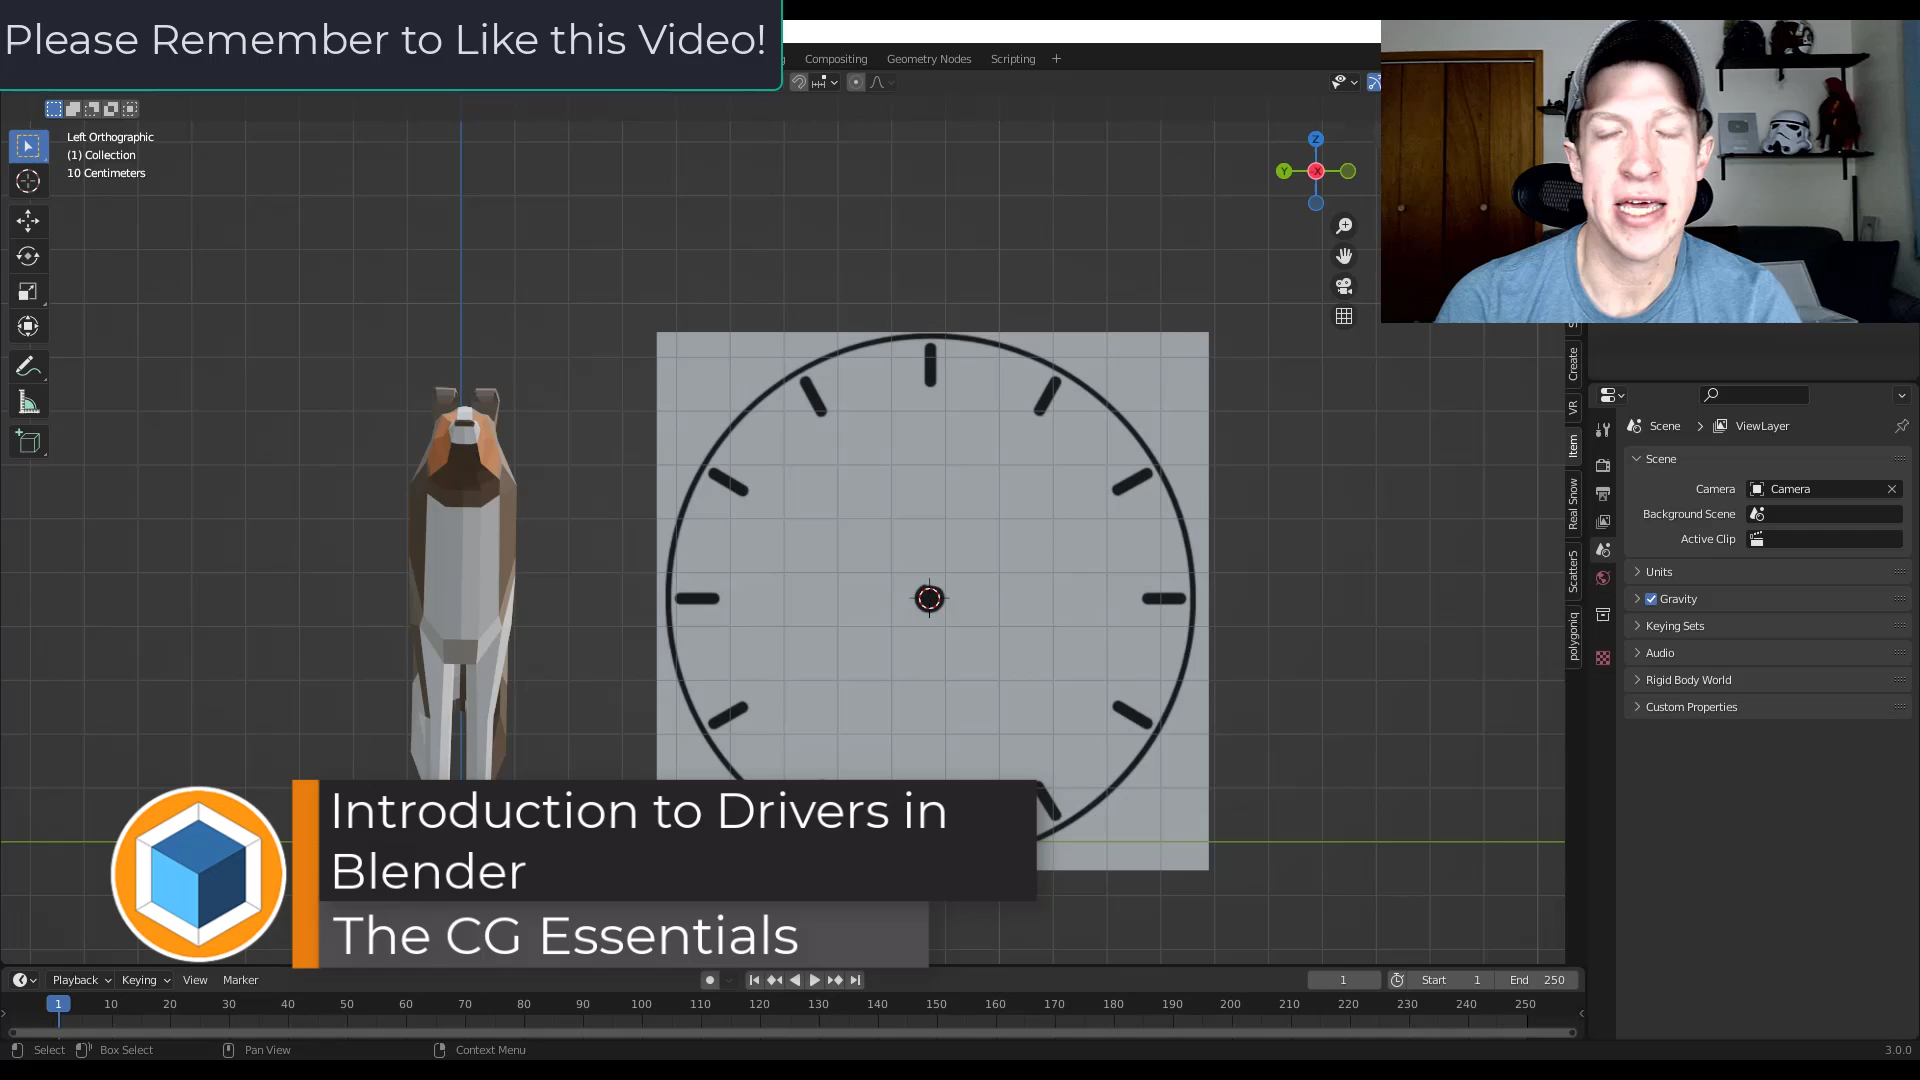 Please Remember to Like this Video!
Compositing
Geometry Nodes
Scripting
Left Orthographic
(1) Collection
10 Centimeters
Z
Y
X
Create
VR
Item
Real Snow
Scatter5
polygoniq
Scene
ViewLayer
Scene
Camera
Camera
Background Scene
Active Clip
Units
Gravity
Keying Sets
Audio
Rigid Body World
Custom Properties
Introduction to Drivers in
Blender
The CG Essentials
Playback
Keying
View
Marker
1
Start 1
End 250
1 10 20 30 40 50 60 70 80 90 100 110 120 130 140 150 160 170 180 190 200 210 220 230 240 250
Select
Box Select
Pan View
Context Menu
3.0.0